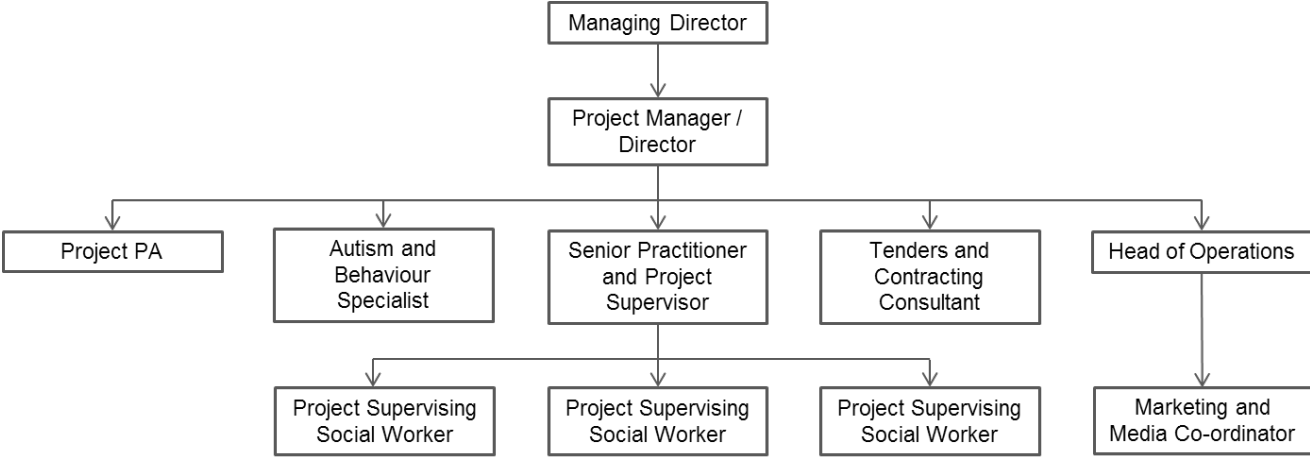 Managing Director
Project Manager /
Director
Project PA
Autism and
Behaviour
Specialist
Senior Practitioner
and Project
Supervisor
Tenders and
Contracting
Consultant
Head of Operations
Project Supervising
Social Worker
Project Supervising
Social Worker
Project Supervising
Social Worker
Marketing and
Media Co-ordinator